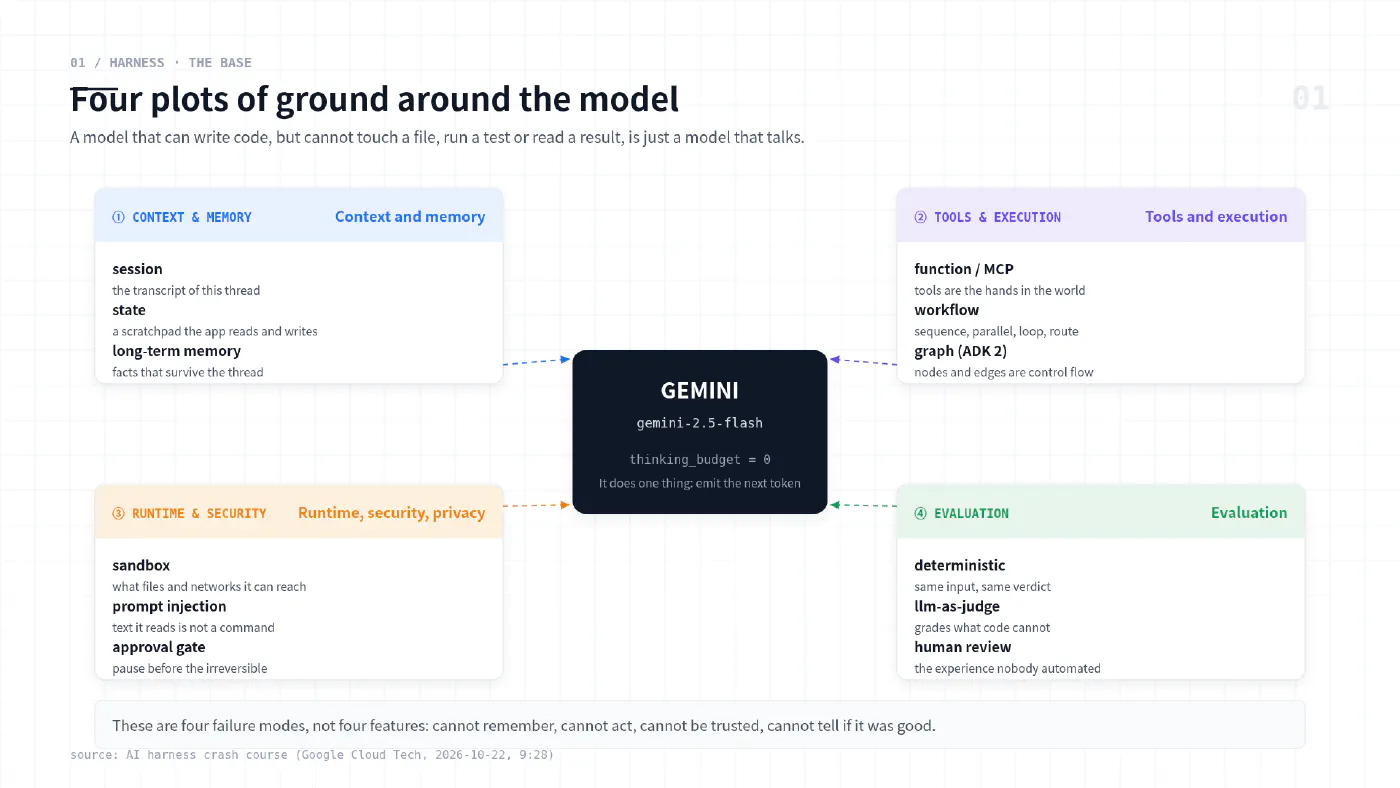 01 / HARNESS · THE BASE
Four plots of ground around the model
01
A model that can write code, but cannot touch a file, run a test or read a result, is just a model that talks.
① CONTEXT & MEMORY Context and memory
session
the transcript of this thread
state
a scratchpad the app reads and writes
long-term memory
facts that survive the thread
② TOOLS & EXECUTION Tools and execution
function / MCP
tools are the hands in the world
workflow
sequence, parallel, loop, route
graph (ADK 2)
nodes and edges are control flow
GEMINI
gemini-2.5-flash
thinking_budget = 0
It does one thing: emit the next token
③ RUNTIME & SECURITY Runtime, security, privacy
sandbox
what files and networks it can reach
prompt injection
text it reads is not a command
approval gate
pause before the irreversible
④ EVALUATION Evaluation
deterministic
same input, same verdict
llm-as-judge
grades what code cannot
human review
the experience nobody automated
These are four failure modes, not four features: cannot remember, cannot act, cannot be trusted, cannot tell if it was good.
source: AI harness crash course (Google Cloud Tech, 2026-10-22, 9:28)